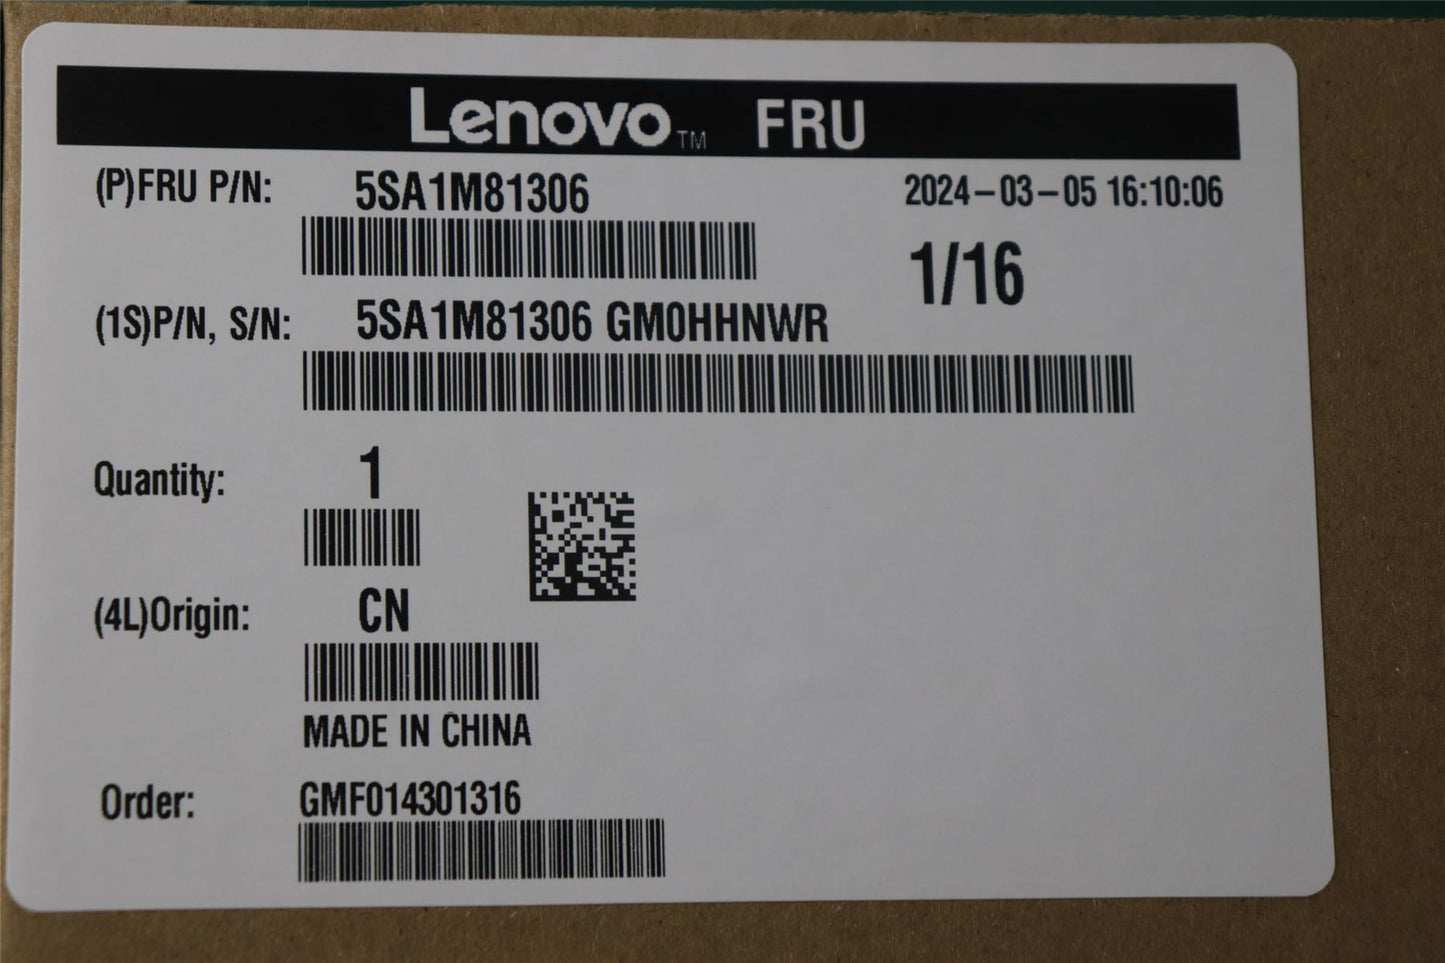 Lenovo™ FRU
(P)FRU P/N: 5SA1M81306 2024-03-05 16:10:06
1/16
(1S)P/N, S/N: 5SA1M81306 GM0HHNWR
Quantity: 1
(4L)Origin: CN
MADE IN CHINA
Order: GMF014301316